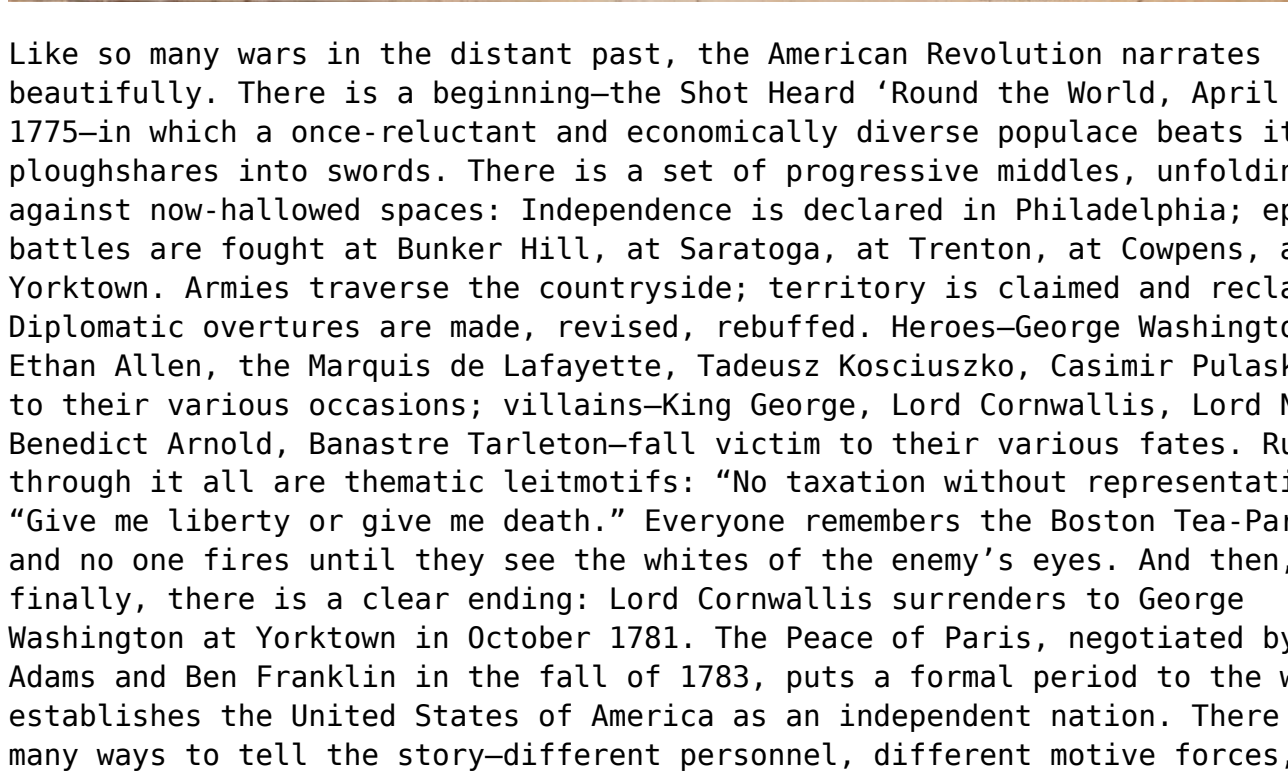 Like so many wars in the distant past, the American Revolution narrates
beautifully. There is a beginning—the Shot Heard ‘Round the World, April
1775—in which a once-reluctant and economically diverse populace beats
ploughshares into swords. There is a set of progressive middles,
against now-hallowed spaces: Independence is declared in Philadelphia;
battles are fought at Bunker Hill, at Saratoga, at Trenton, at Cowpens,
Yorktown. Armies traverse the countryside; territory is claimed and
Diplomatic overtures are made, revised, rebuffed. Heroes—George
Ethan Allen, the Marquis de Lafayette, Tadeusz Kosciuszko, Casimir
to their various occasions; villains—King George, Lord Cornwallis, Lord
Benedict Arnold, Banastre Tarleton—fall victim to their various fates.
through it all are thematic leitmotifs: “No taxation without
“Give me liberty or give me death.” Everyone remembers the Boston
and no one fires until they see the whites of the enemy’s eyes. And then,
finally, there is a clear ending: Lord Cornwallis surrenders to George
Washington at Yorktown in October 1781. The Peace of Paris, negotiated by
Adams and Ben Franklin in the fall of 1783, puts a formal period to the
establishes the United States of America as an independent nation. There
many ways to tell the story—different personnel, different motive forces,